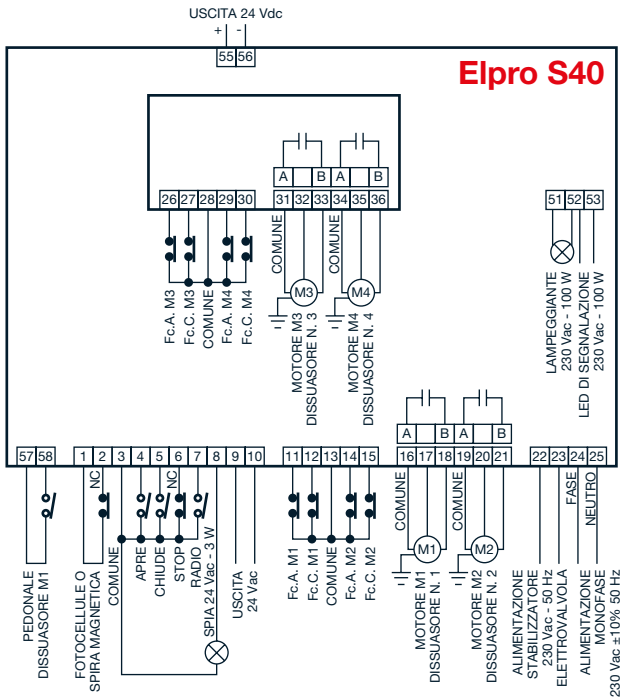 USCITA 24 Vdc
+ -
55 56
Elpro S40
A B A B
26 27 28 29 30
31 32 33 34 35 36
51 52 53
Fc.A. M3
Fc.C. M3
COMUNE
Fc.A. M4
Fc.C. M4
COMUNE
M3
MOTORE M3
DISSUASORE N. 3
COMUNE
M4
MOTORE M4
DISSUASORE N. 4
LAMPEGGIANTE
230 Vac - 100 W
LED DI SEGNALAZIONE
230 Vac - 100 W
A B A B
57 58
1 2 3 4 5 6 7 8 9 10
11 12 13 14 15
16 17 18 19 20 21
22 23 24 25
PEDONALE
DISSUASORE M1
FOTOCELLULE O
SPIRA MAGNETICA
NC
COMUNE
APRE
CHIUDE
STOP
NC
RADIO
SPIA 24 Vac - 3 W
USCITA
24 Vac
Fc.A. M1
Fc.C. M1
COMUNE
Fc.A. M2
Fc.C. M2
COMUNE
M1
MOTORE M1
DISSUASORE N. 1
COMUNE
M2
MOTORE M2
DISSUASORE N. 2
ALIMENTAZIONE
STABILIZZATORE
230 Vac - 50 Hz
ELETTROVALVOLA
FASE
NEUTRO
ALIMENTAZIONE
MONOFASE
230 Vac ±10% 50 Hz